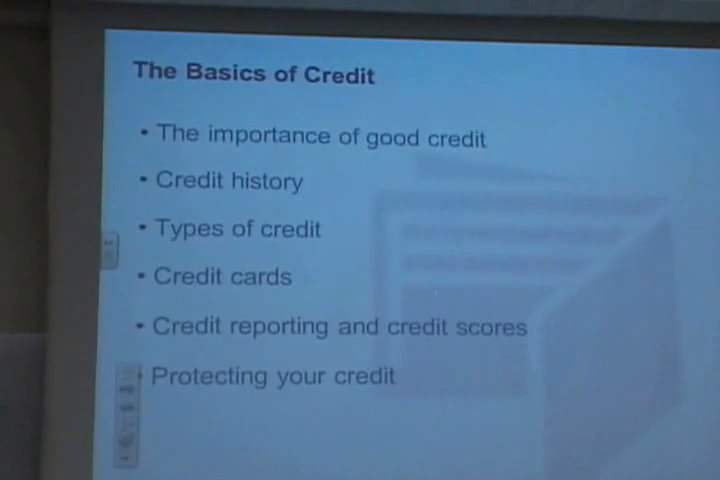 The Basics of Credit
• The importance of good credit
• Credit history
• Types of credit
• Credit cards
• Credit reporting and credit scores
• Protecting your credit